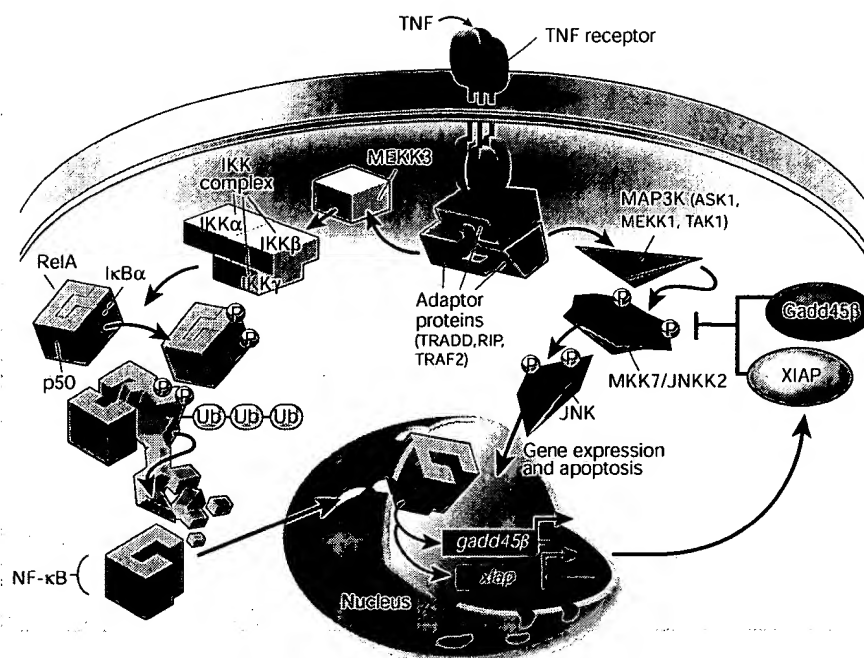 TNF
TNF receptor
IKK
complex
MEKK3
IKKα
IKKβ
IKKγ
MAP3K (ASK1,
MEKK1, TAK1)
RelA
IκBα
p50
P
P
Adaptor
proteins
(TRADD, RIP,
TRAF2)
P
P
Gadd45β
MKK7/JNKK2
XIAP
P
P
Ub Ub Ub
P
P
JNK
Gene expression
and apoptosis
gadd45β
xiap
NF-κB
Nucleus